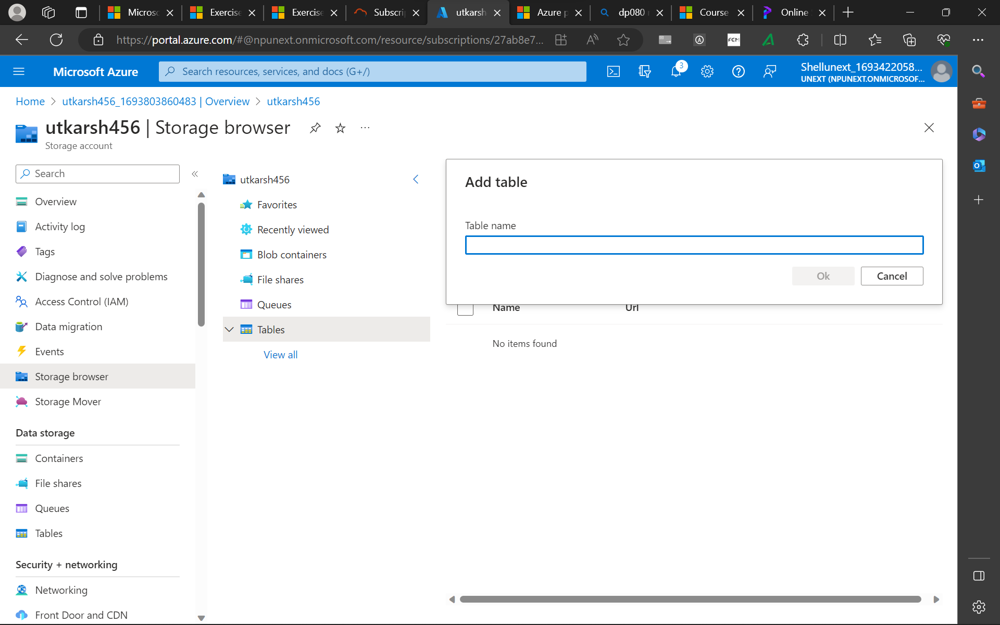 Microsc
Exercise
Exercise
Subscrip
utkarsh
Azure p
dp080
Course
Online
https://portal.azure.com/#@npunext.onmicrosoft.com/resource/subscriptions/27ab8e7...
Microsoft Azure
Search resources, services, and docs (G+/)
3
Shellunext_1693422058...
UNEXT (NPUNEXT.ONMICROSOF...
Home > utkarsh456_1693803860483 | Overview > utkarsh456
utkarsh456 | Storage browser
Storage account
Search
Overview
Activity log
Tags
Diagnose and solve problems
Access Control (IAM)
Data migration
Events
Storage browser
Storage Mover
Data storage
Containers
File shares
Queues
Tables
Security + networking
Networking
Front Door and CDN
utkarsh456
Favorites
Recently viewed
Blob containers
File shares
Queues
Tables
View all
Add table
Table name
Ok
Cancel
Name
Url
No items found